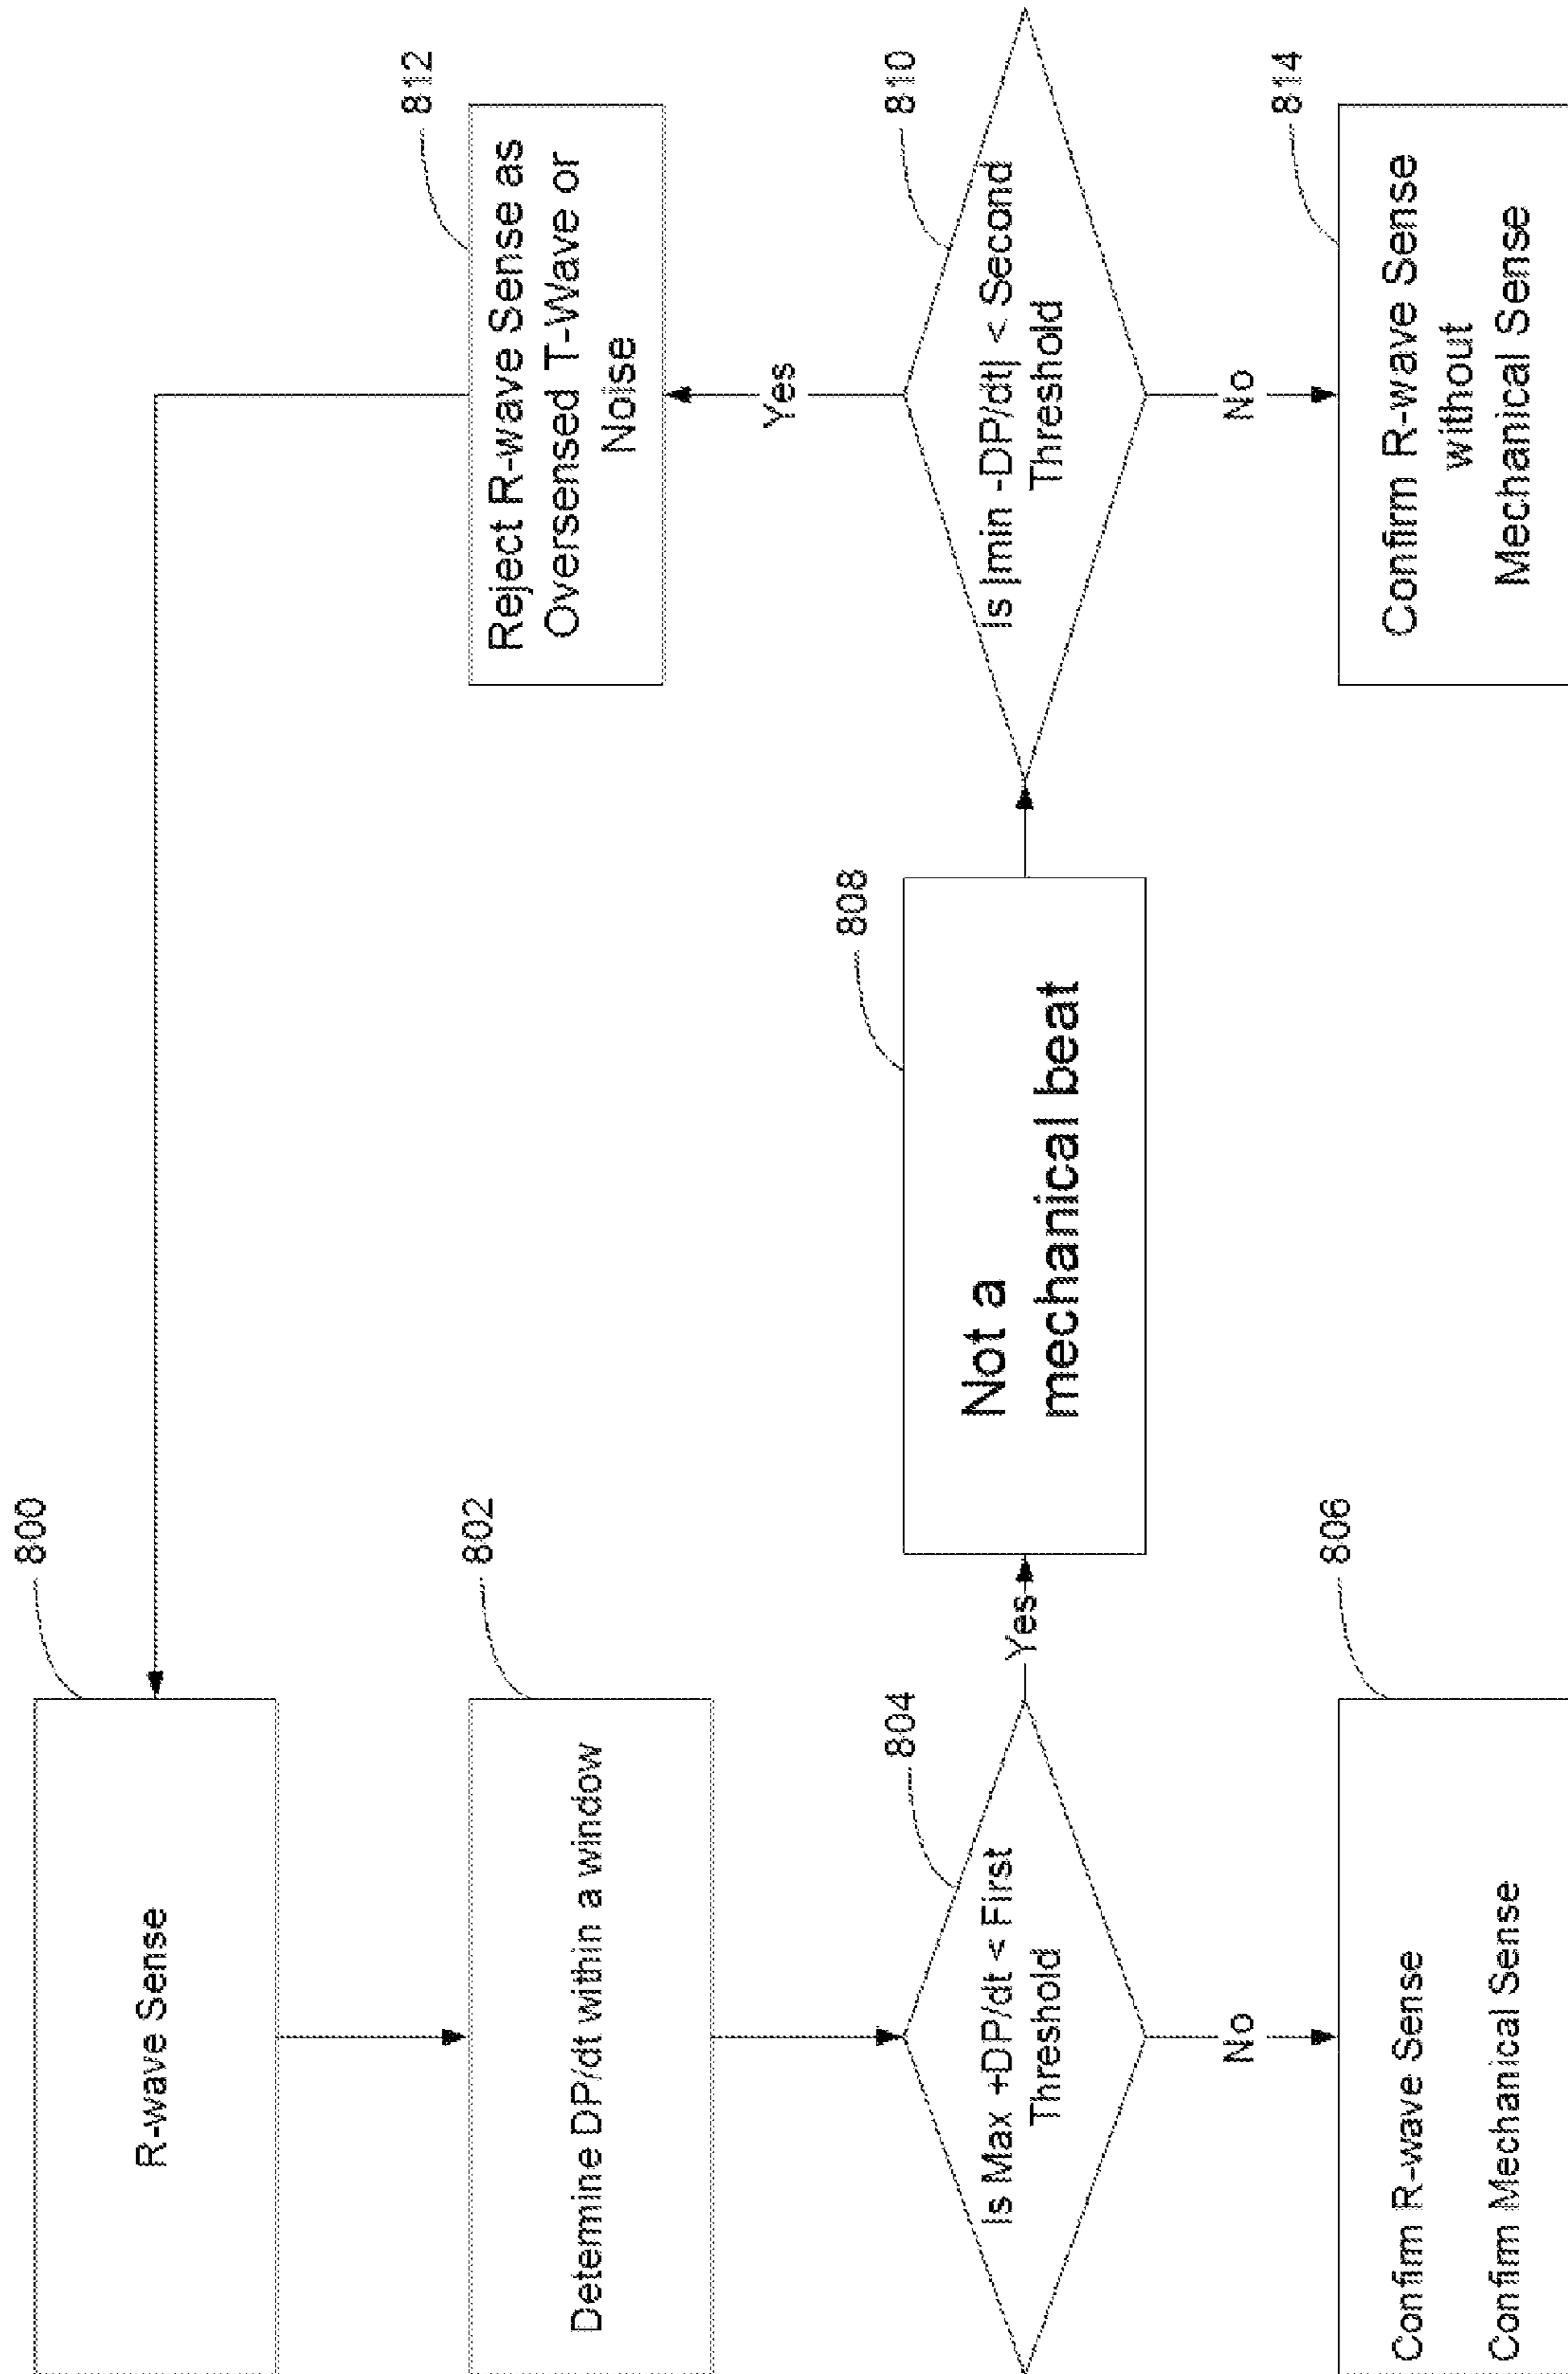 800
R-wave Sense
802
Determine DP/dt within a window
804
Is Max +DP/dt < First
Threshold
Yes
No
806
Confirm R-wave Sense
Confirm Mechanical Sense
808
Not a
mechanical beat
810
Is |min -DP/dt| < Second
Threshold
Yes
No
812
Reject R-wave Sense as
Oversensed T-Wave or
Noise
814
Confirm R-wave Sense
without
Mechanical Sense